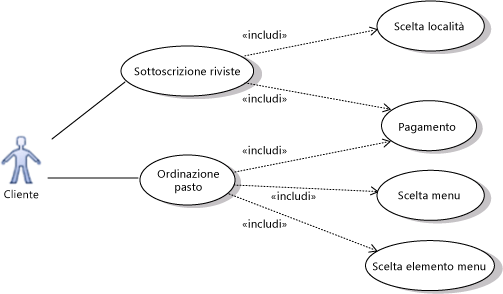 «includi»
Scelta località
Sottoscrizione riviste
«includi»
Pagamento
«includi»
Ordinazione
pasto
Cliente
«includi»
Scelta menu
«includi»
Scelta elemento menu